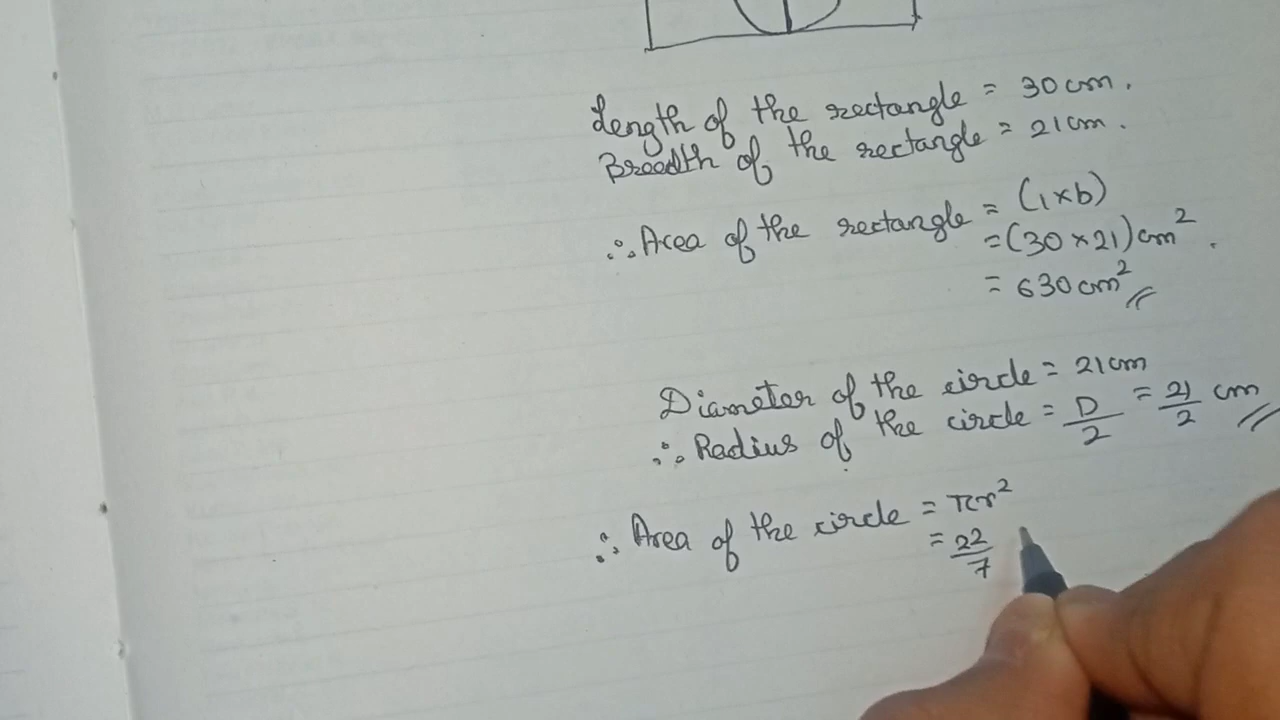 Length of the rectangle = 30 cm.
Breadth of the rectangle = 21 cm.
∴ Area of the rectangle = (l×b)
= (30 × 21) cm².
= 630 cm²
Diameter of the circle = 21 cm
∴ Radius of the circle = D/2 = 21/2 cm
∴ Area of the circle = πr²
= 22/7